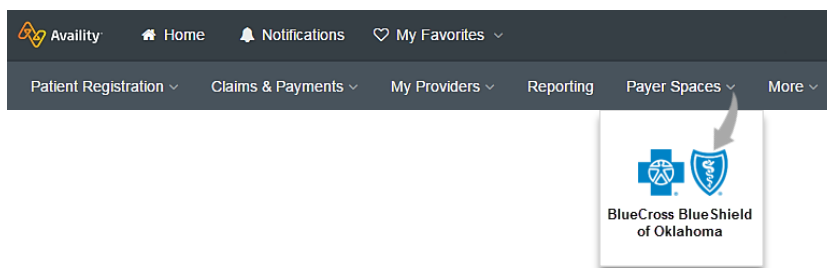 Availity Home Notifications My Favorites
Patient Registration Claims & Payments My Providers Reporting Payer Spaces More
BlueCross BlueShield
of Oklahoma